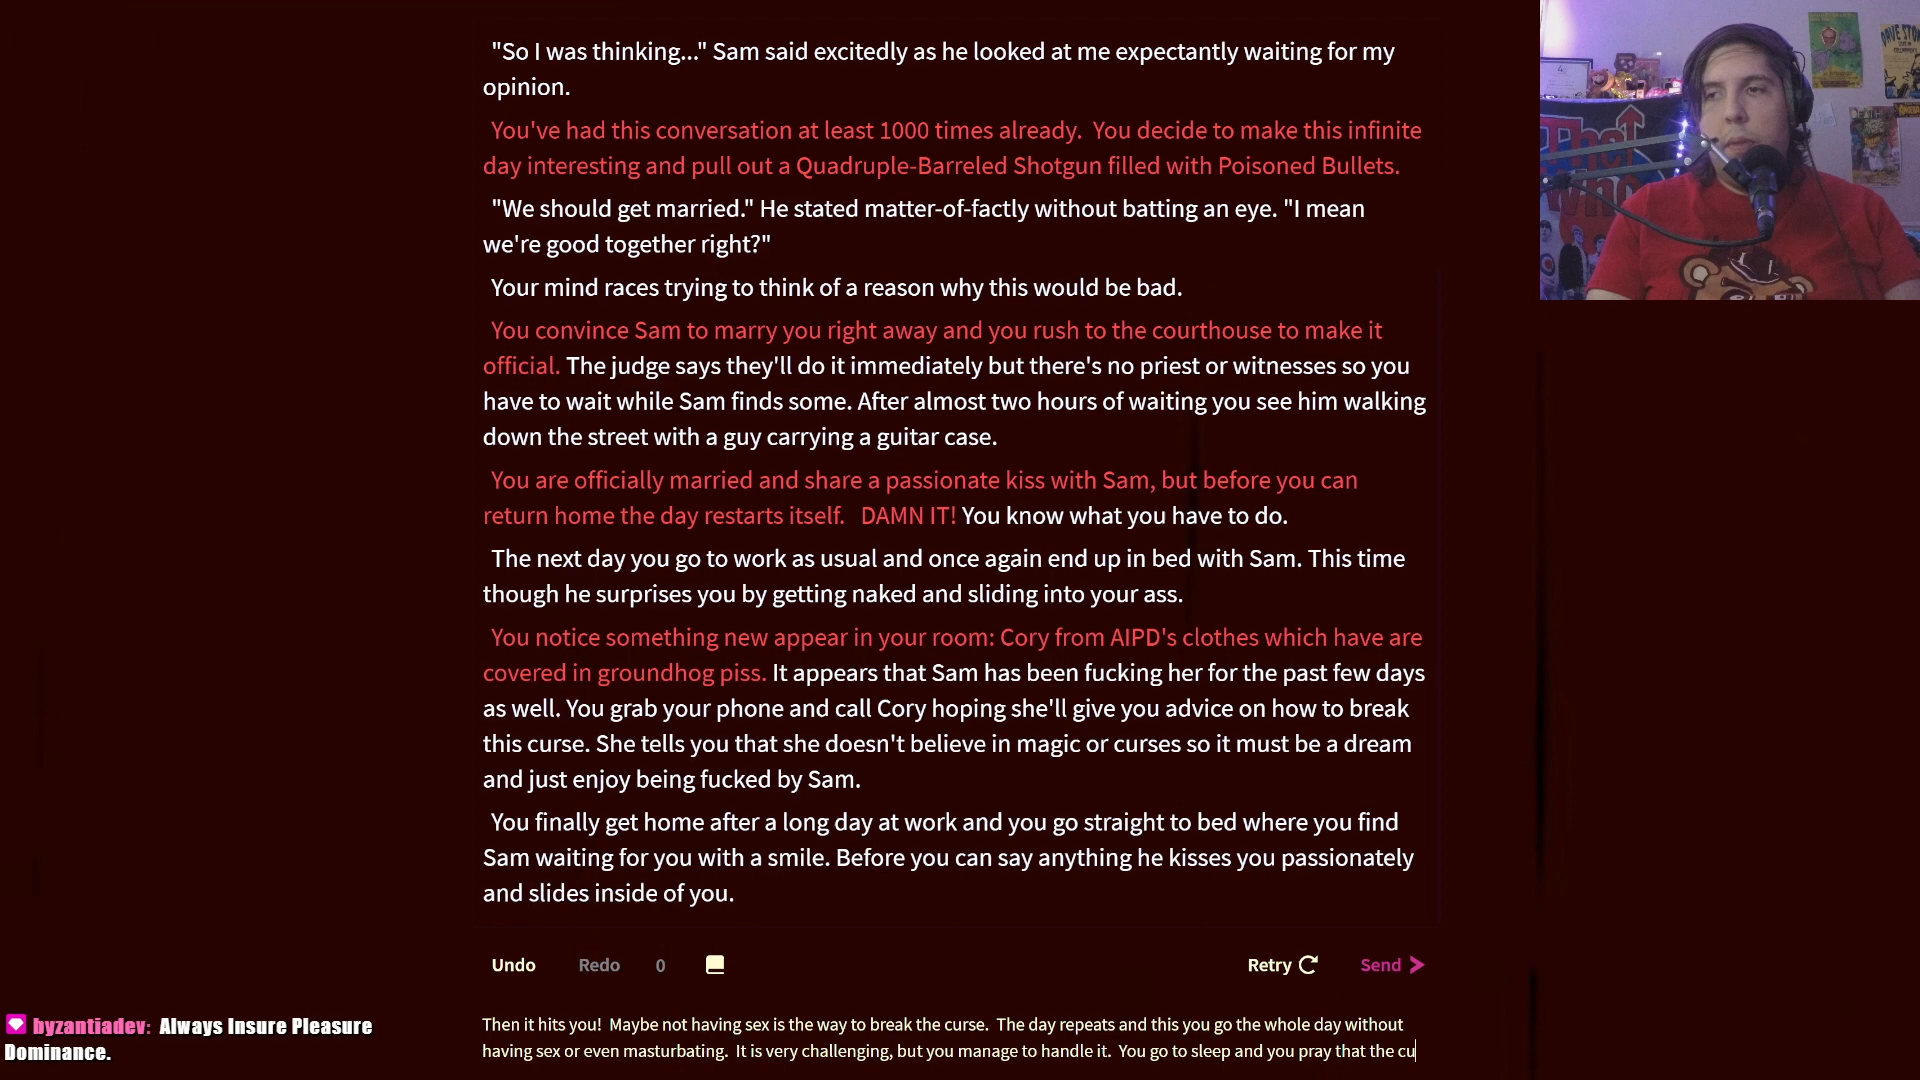 "So I was thinking..." Sam said excitedly as he looked at me expectantly waiting for my
opinion.
You've had this conversation at least 1000 times already.  You decide to make this infinite
day interesting and pull out a Quadruple-Barreled Shotgun filled with Poisoned Bullets.
"We should get married." He stated matter-of-factly without batting an eye. "I mean
we're good together right?"
Your mind races trying to think of a reason why this would be bad.
You convince Sam to marry you right away and you rush to the courthouse to make it
official. The judge says they'll do it immediately but there's no priest or witnesses so you
have to wait while Sam finds some. After almost two hours of waiting you see him walking
down the street with a guy carrying a guitar case.
You are officially married and share a passionate kiss with Sam, but before you can
return home the day restarts itself.   DAMN IT! You know what you have to do.
The next day you go to work as usual and once again end up in bed with Sam. This time
though he surprises you by getting naked and sliding into your ass.
You notice something new appear in your room: Cory from AIPD's clothes which have are
covered in groundhog piss. It appears that Sam has been fucking her for the past few days
as well. You grab your phone and call Cory hoping she'll give you advice on how to break
this curse. She tells you that she doesn't believe in magic or curses so it must be a dream
and just enjoy being fucked by Sam.
You finally get home after a long day at work and you go straight to bed where you find
Sam waiting for you with a smile. Before you can say anything he kisses you passionately
and slides inside of you.
Undo Redo 0 Retry Send
Then it hits you!  Maybe not having sex is the way to break the curse.  The day repeats and this you go the whole day without
having sex or even masturbating.  It is very challenging, but you manage to handle it.  You go to sleep and you pray that the cu
byzantiadev: Always Insure Pleasure
Dominance.
The
Who
DAVE STO